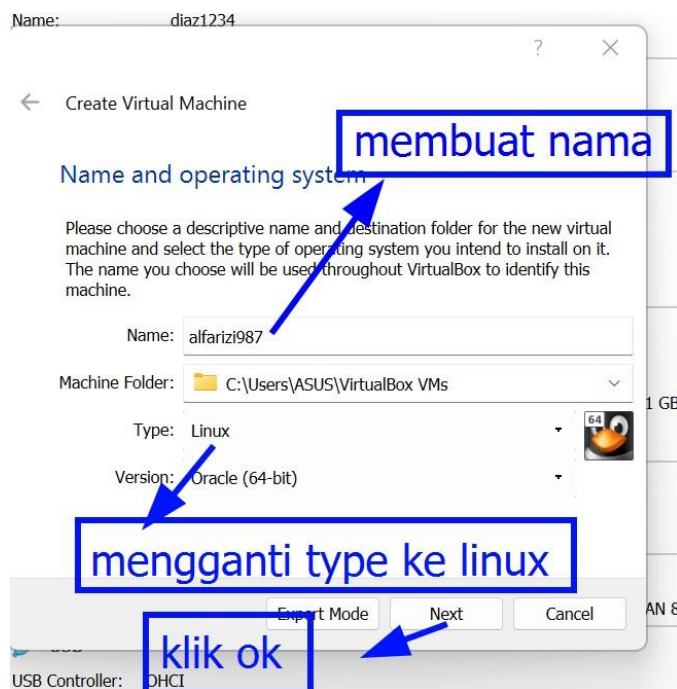 Name: diaz1234
?
Create Virtual Machine
membuat nama
Name and operating system
Please choose a descriptive name and destination folder for the new virtual
machine and select the type of operating system you intend to install on it.
The name you choose will be used throughout VirtualBox to identify this
machine.
Name: alfarizi987
Machine Folder: C:\Users\ASUS\VirtualBox VMs
1 GB
Type: Linux
64
Version: Oracle (64-bit)
mengganti type ke linux
Expert Mode Next Cancel
klik ok
USB Controller: OHCI